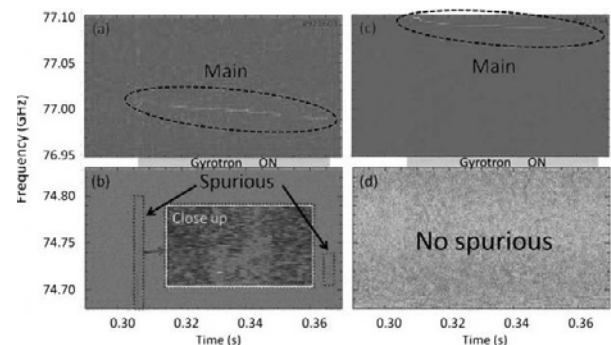 77.10
(a)
(c)
77.05
Main
Main
77.00
76.95
Frequency (GHz)
Gyrotron ON
Gyrotron ON
74.80
(b)
Spurious
(d)
Close up
74.75
No spurious
74.70
0.30
0.32
0.34
0.36
0.30
0.32
0.34
0.36
Time (s)
Time (s)